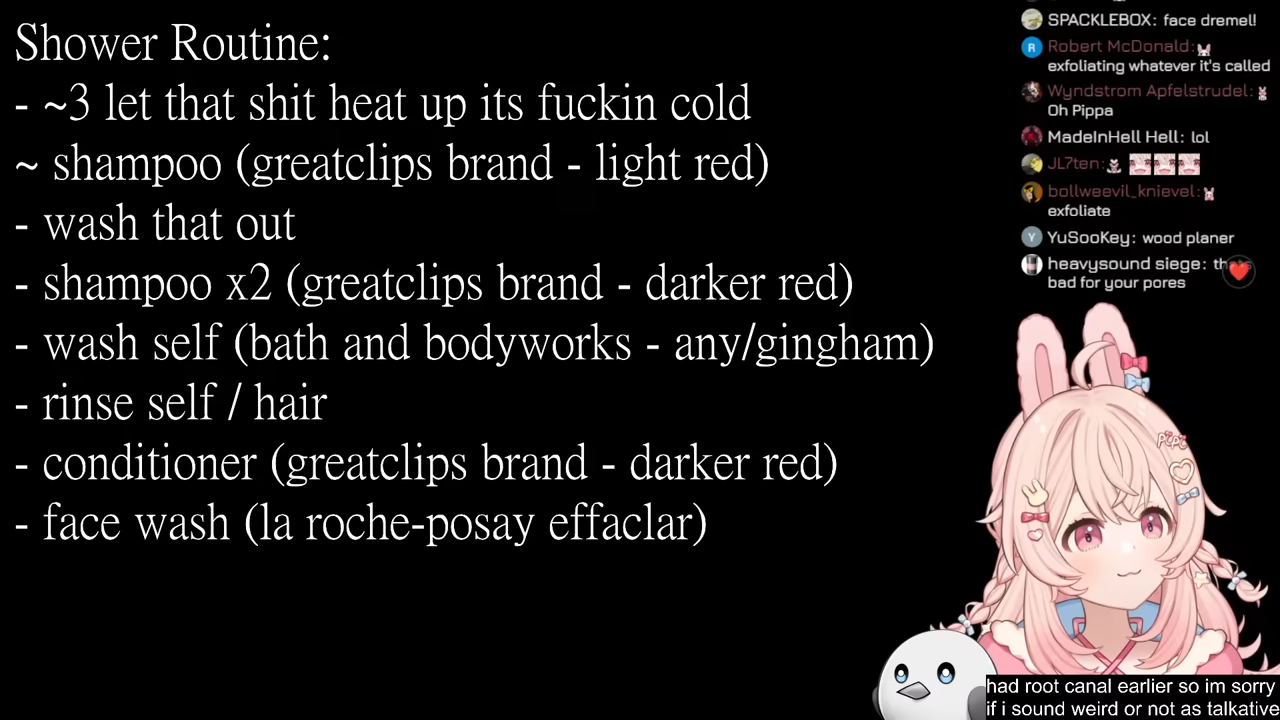 Shower Routine:
- ~3 let that shit heat up its fuckin cold
~ shampoo (greatclips brand - light red)
- wash that out
- shampoo x2 (greatclips brand - darker red)
- wash self (bath and bodyworks - any/gingham)
- rinse self / hair
- conditioner (greatclips brand - darker red)
- face wash (la roche-posay effaclar)
SPACKLEBOX: face dremel!
R
Robert McDonald:
exfoliating whatever it's called
Wyndstrom Apfelstrudel:
Oh Pippa
MadeInHell Hell: lol
JL7ten:
bollweevil_knievel:
exfoliate
Y
YuSooKey: wood planer
heavysound siege:
bad for your pores
Pipi
had root canal earlier so im sorry
if i sound weird or not as talkative